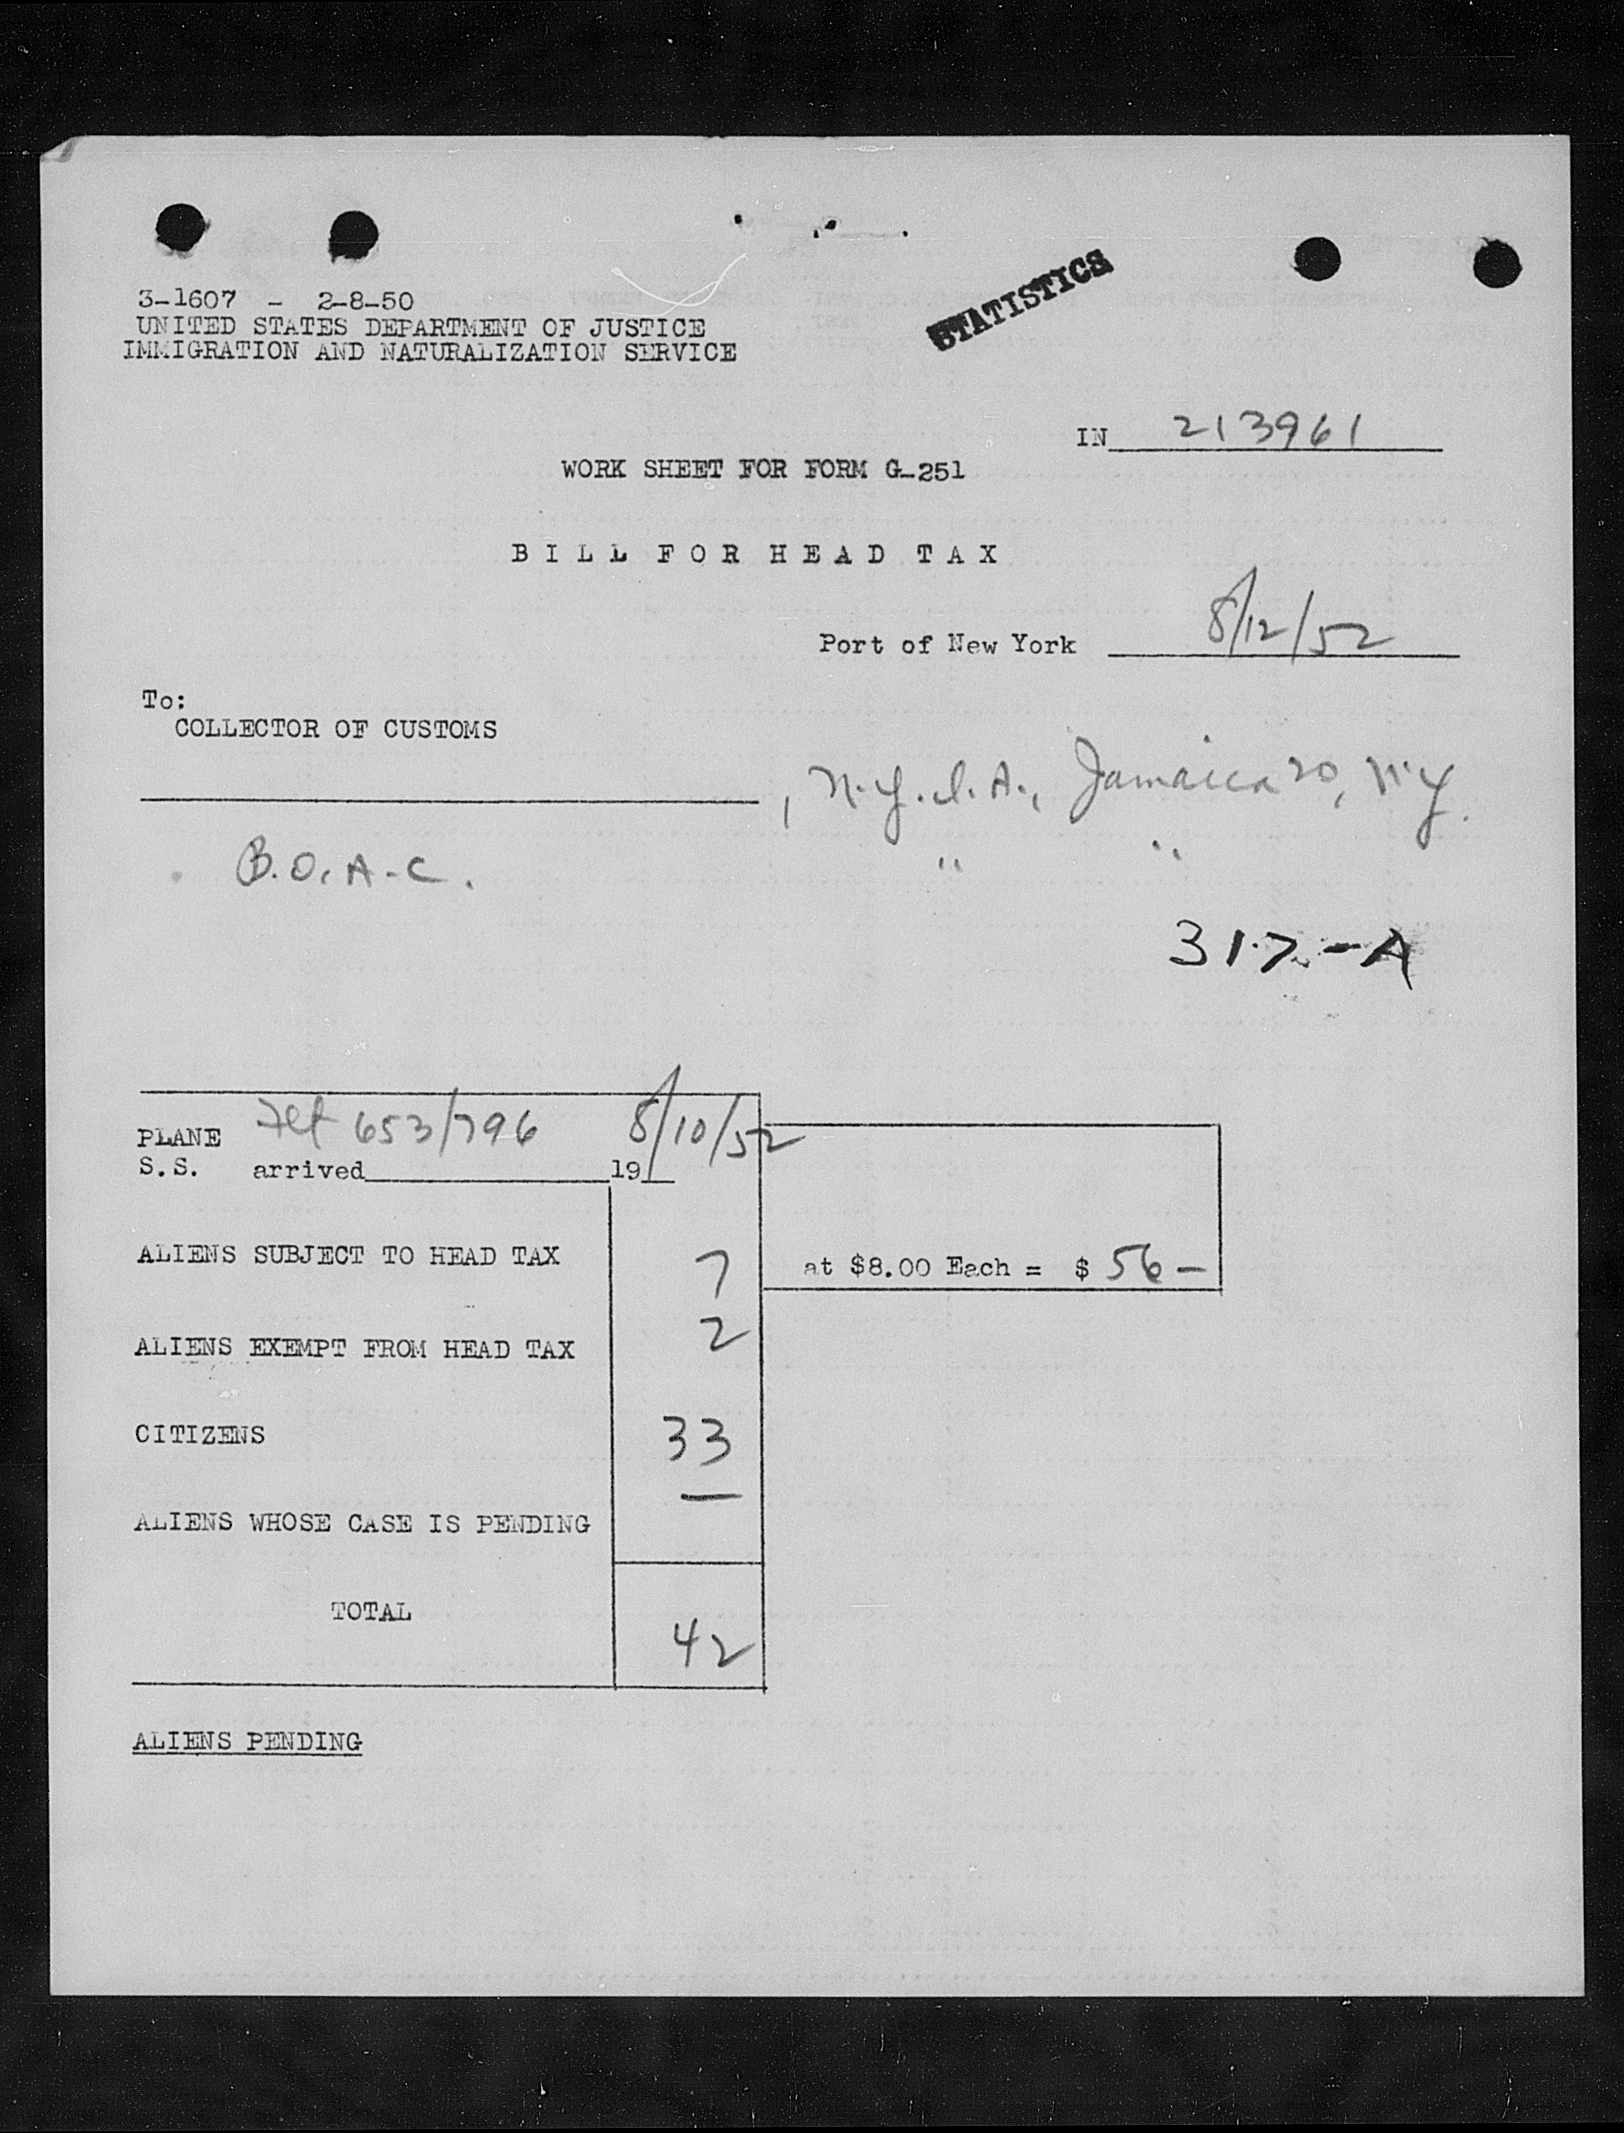 3-1607 - 2-8-50
UNITED STATES DEPARTMENT OF JUSTICE
IMMIGRATION AND NATURALIZATION SERVICE
STATISTICS
IN 213961
WORK SHEET FOR FORM G-251
BILL FOR HEAD TAX
Port of New York 8/12/52
To:
COLLECTOR OF CUSTOMS
, N.Y.I.A., Jamaica 20, N.Y.
B.O.A.C. " "
317-A
PLANE Flt 653/796 8/10/52
S.S. arrived 19
ALIENS SUBJECT TO HEAD TAX 7 at $8.00 Each = $ 56 —
ALIENS EXEMPT FROM HEAD TAX 2
CITIZENS 33
ALIENS WHOSE CASE IS PENDING —
TOTAL 42
ALIENS PENDING